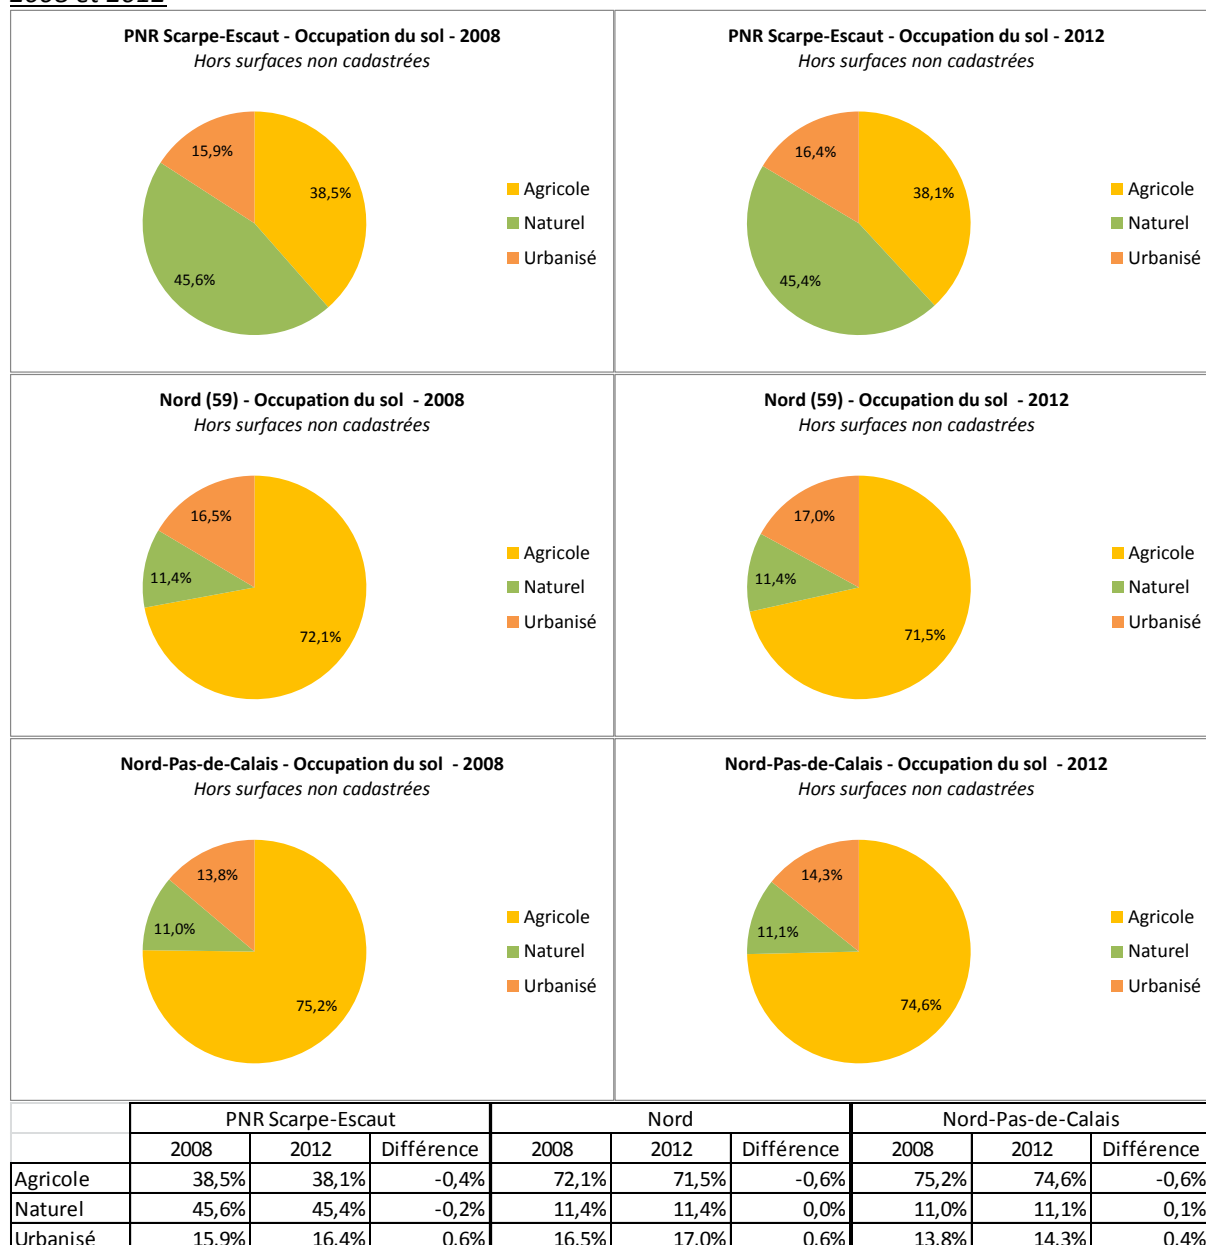 2008 et 2012
PNR Scarpe-Escaut - Occupation du sol - 2008
Hors surfaces non cadastrées
15,9%
38,5%
45,6%
Agricole
Naturel
Urbanisé
PNR Scarpe-Escaut - Occupation du sol - 2012
Hors surfaces non cadastrées
16,4%
38,1%
45,4%
Agricole
Naturel
Urbanisé
Nord (59) - Occupation du sol - 2008
Hors surfaces non cadastrées
16,5%
11,4%
72,1%
Agricole
Naturel
Urbanisé
Nord (59) - Occupation du sol - 2012
Hors surfaces non cadastrées
17,0%
11,4%
71,5%
Agricole
Naturel
Urbanisé
Nord-Pas-de-Calais - Occupation du sol - 2008
Hors surfaces non cadastrées
13,8%
11,0%
75,2%
Agricole
Naturel
Urbanisé
Nord-Pas-de-Calais - Occupation du sol - 2012
Hors surfaces non cadastrées
14,3%
11,1%
74,6%
Agricole
Naturel
Urbanisé
PNR Scarpe-Escaut Nord Nord-Pas-de-Calais
2008 2012 Différence 2008 2012 Différence 2008 2012 Différence
Agricole 38,5% 38,1% -0,4% 72,1% 71,5% -0,6% 75,2% 74,6% -0,6%
Naturel 45,6% 45,4% -0,2% 11,4% 11,4% 0,0% 11,0% 11,1% 0,1%
Urbanisé 15,9% 16,4% 0,6% 16,5% 17,0% 0,6% 13,8% 14,3% 0,4%